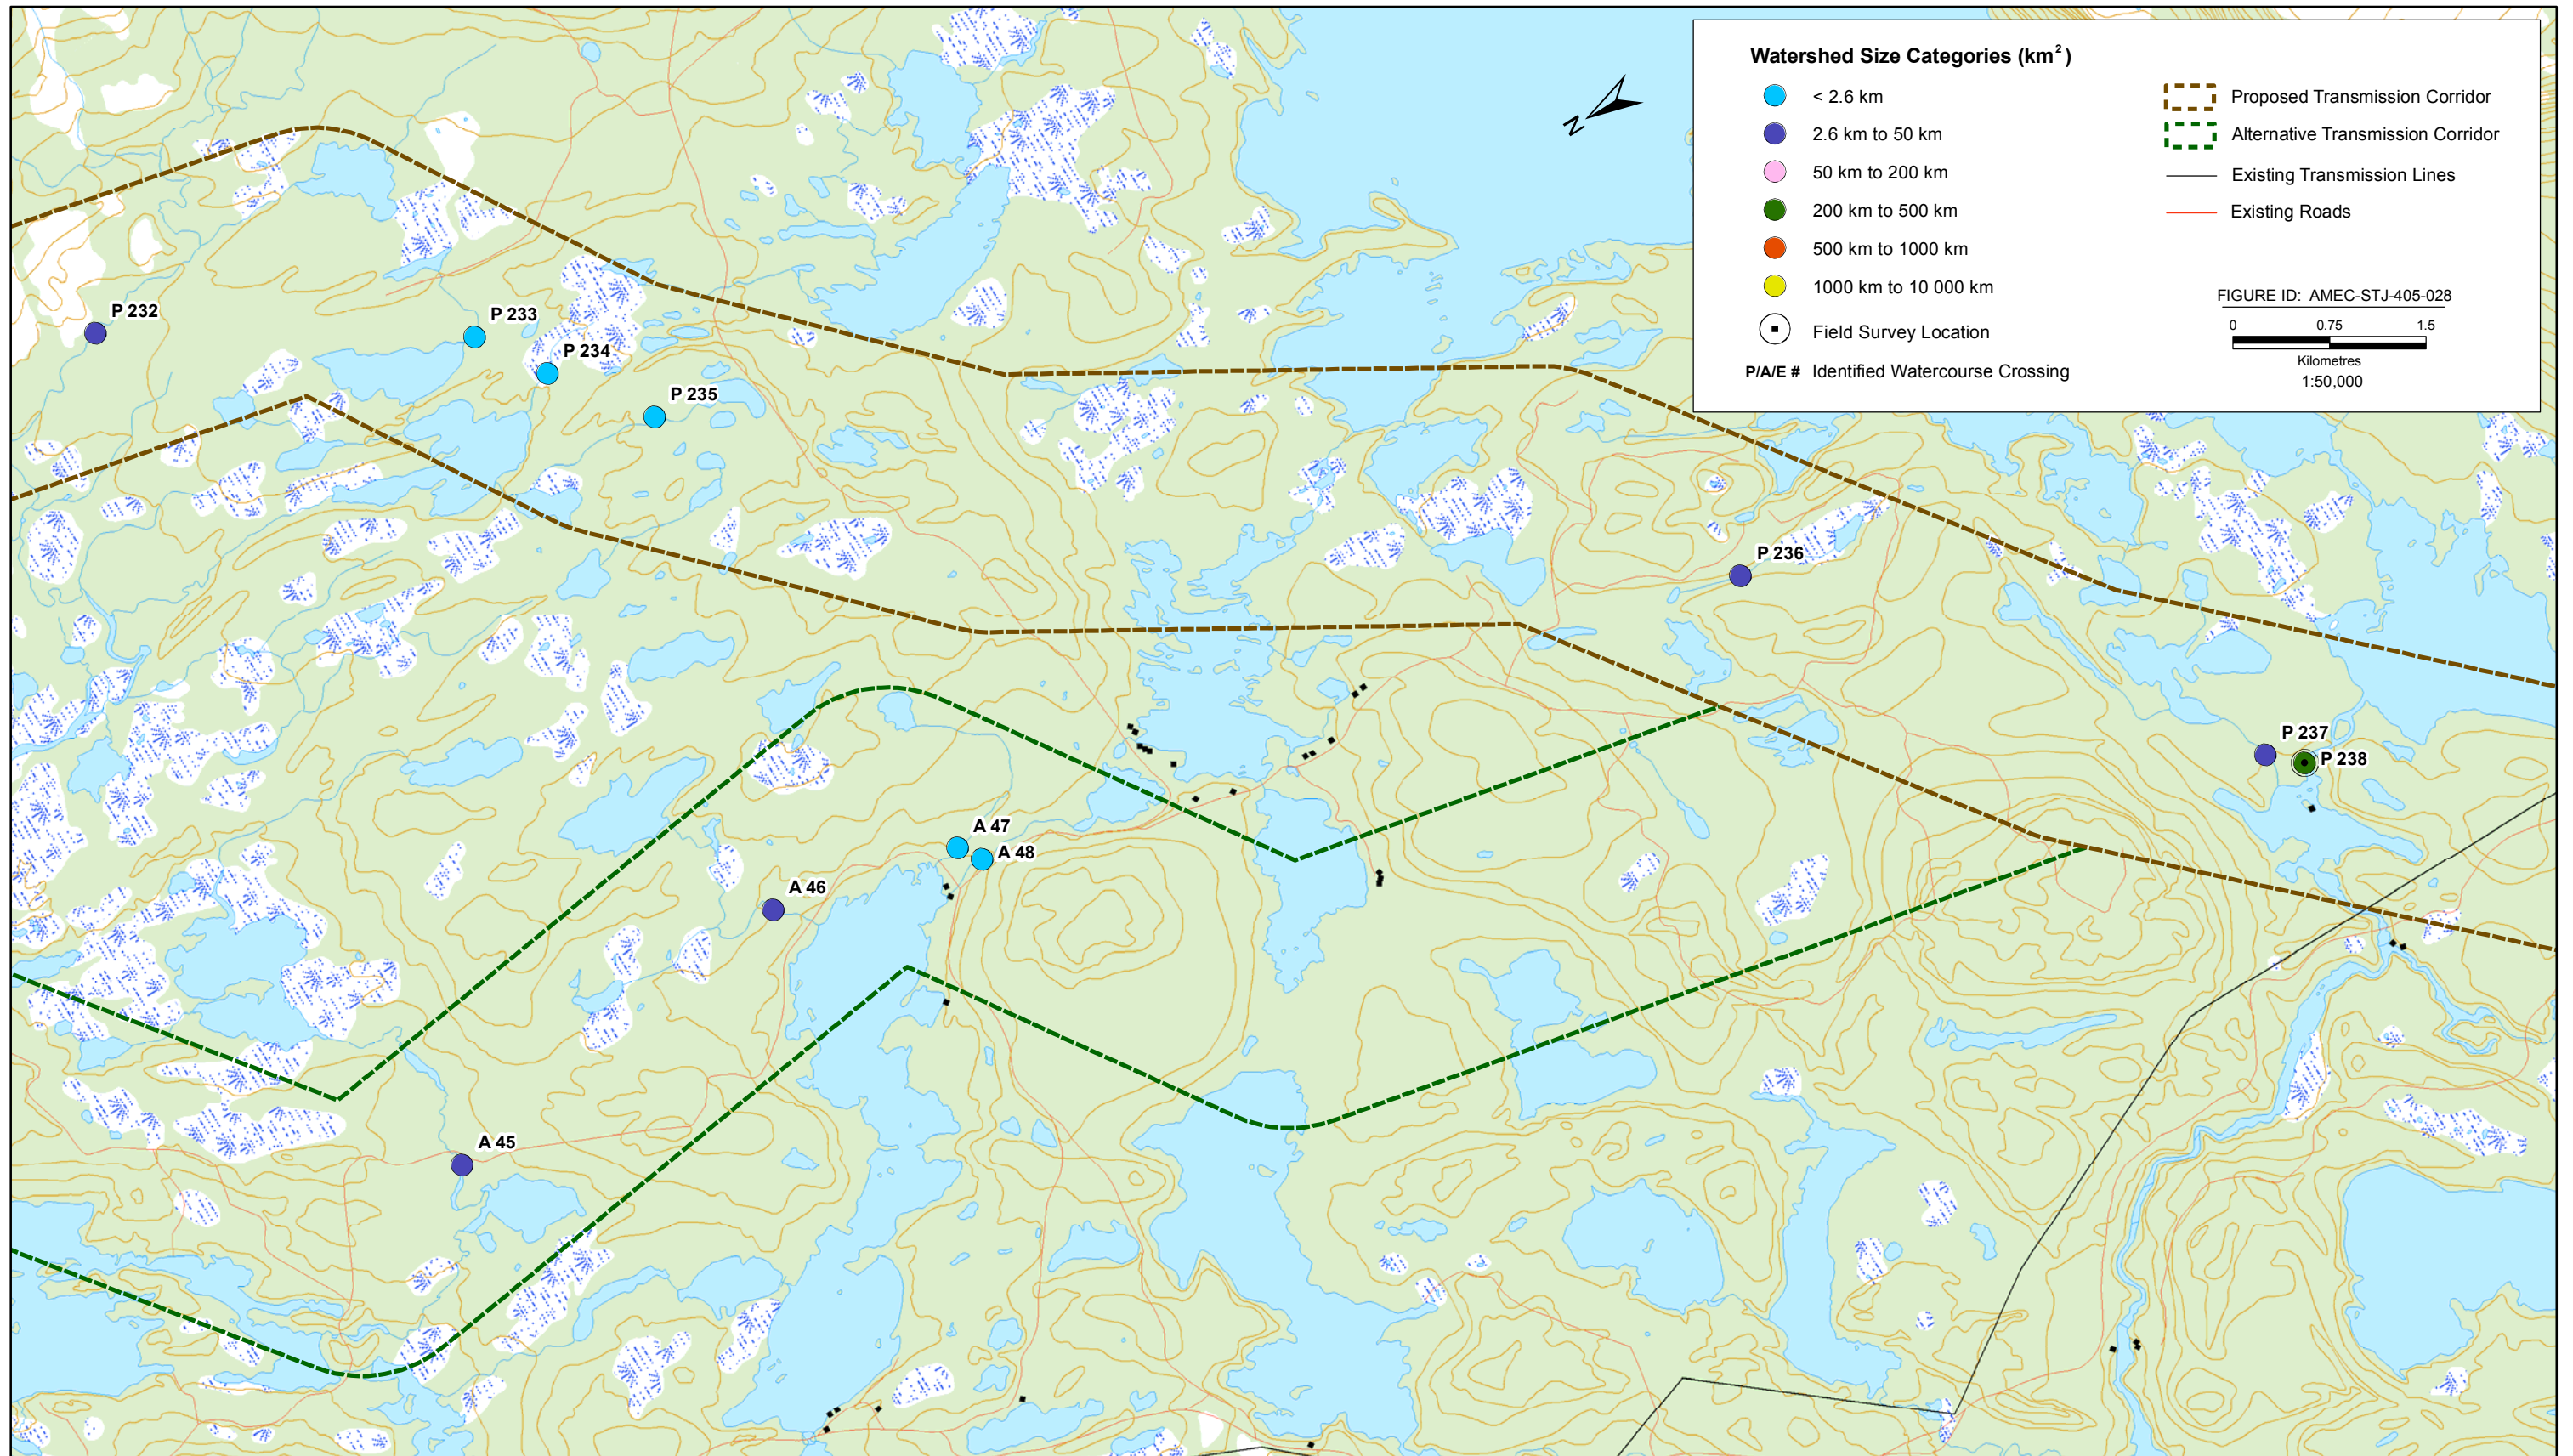 Watershed Size Categories (km²)
< 2.6 km
2.6 km to 50 km
50 km to 200 km
200 km to 500 km
500 km to 1000 km
1000 km to 10 000 km
Field Survey Location
P/A/E # Identified Watercourse Crossing
Proposed Transmission Corridor
Alternative Transmission Corridor
Existing Transmission Lines
Existing Roads
FIGURE ID: AMEC-STJ-405-028
0 0.75 1.5
Kilometres
1:50,000
N
P 232
P 233
P 234
P 235
P 236
P 237
P 238
A 47
A 48
A 46
A 45